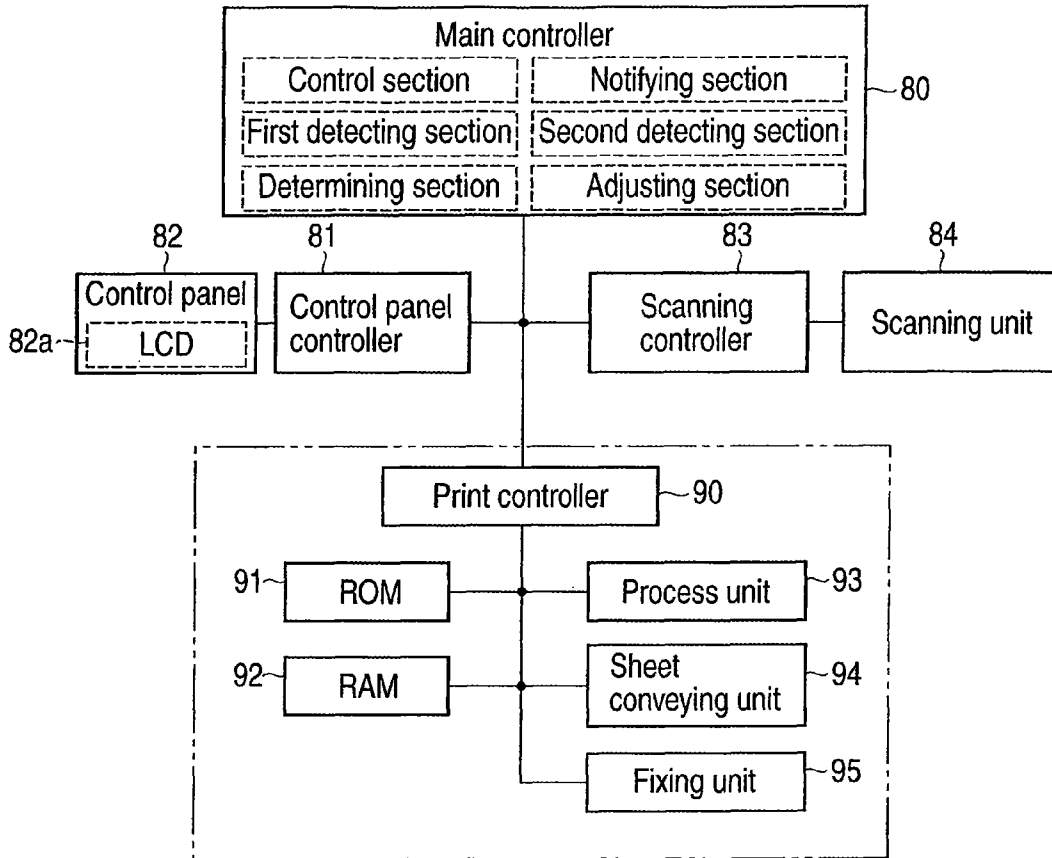 Main controller
Control section
Notifying section
80
First detecting section
Second detecting section
Determining section
Adjusting section
82
81
83
84
Control panel
82a
LCD
Control panel
controller
Scanning
controller
Scanning unit
Print controller
90
91
ROM
Process unit
93
92
RAM
Sheet
conveying unit
94
Fixing unit
95